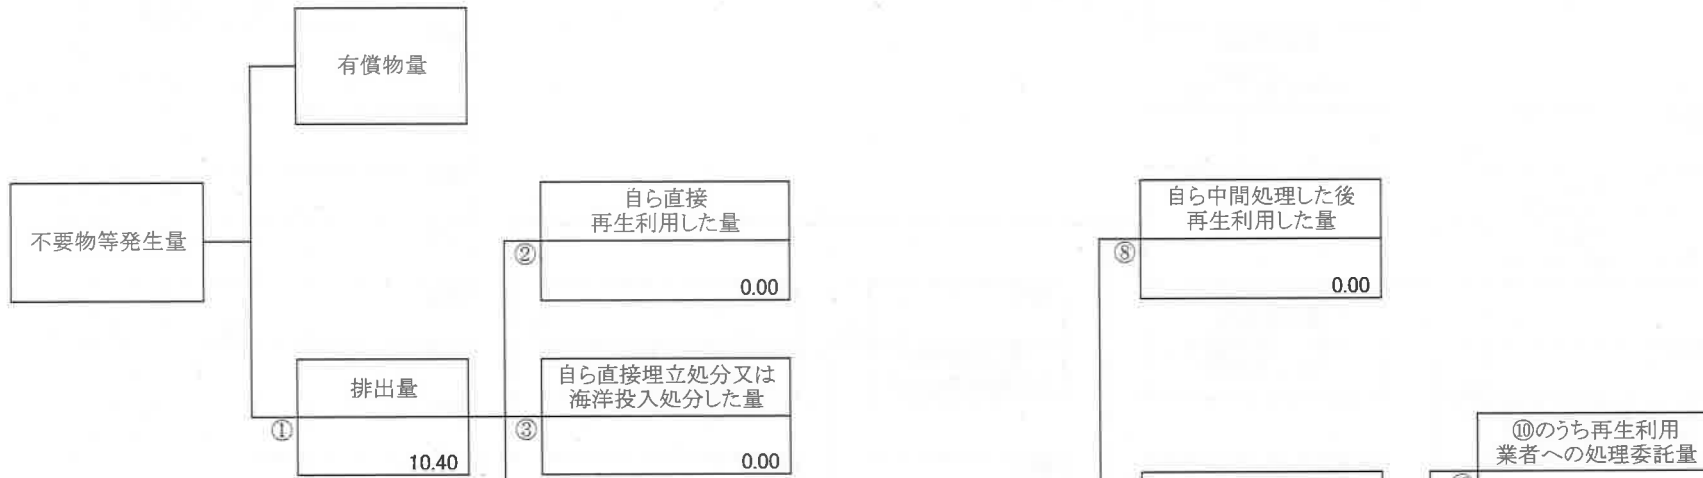 有償物量
不要物等発生量
自ら直接
再生利用した量
②
0.00
自ら中間処理した後
再生利用した量
⑧
0.00
排出量
①
10.40
自ら直接埋立処分又は
海洋投入処分した量
③
0.00
⑩のうち再生利用
業者への処理委託量